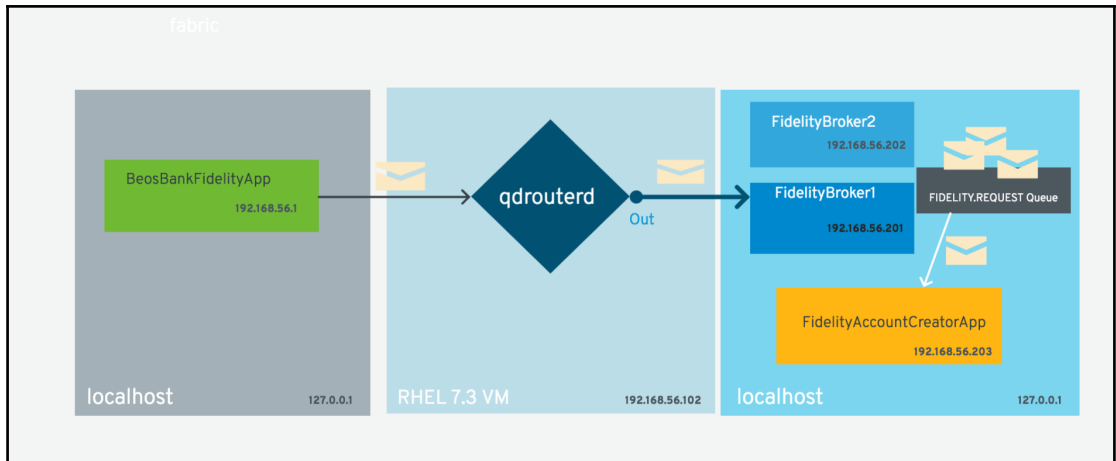 fabric
BeosBankFidelityApp
192.168.56.1
localhost
127.0.0.1
qdrouterd
Out
RHEL 7.3 VM
192.168.56.102
FidelityBroker2
192.168.56.202
FidelityBroker1
192.168.56.201
FIDELITY.REQUEST Queue
FidelityAccountCreatorApp
192.168.56.203
localhost
127.0.0.1